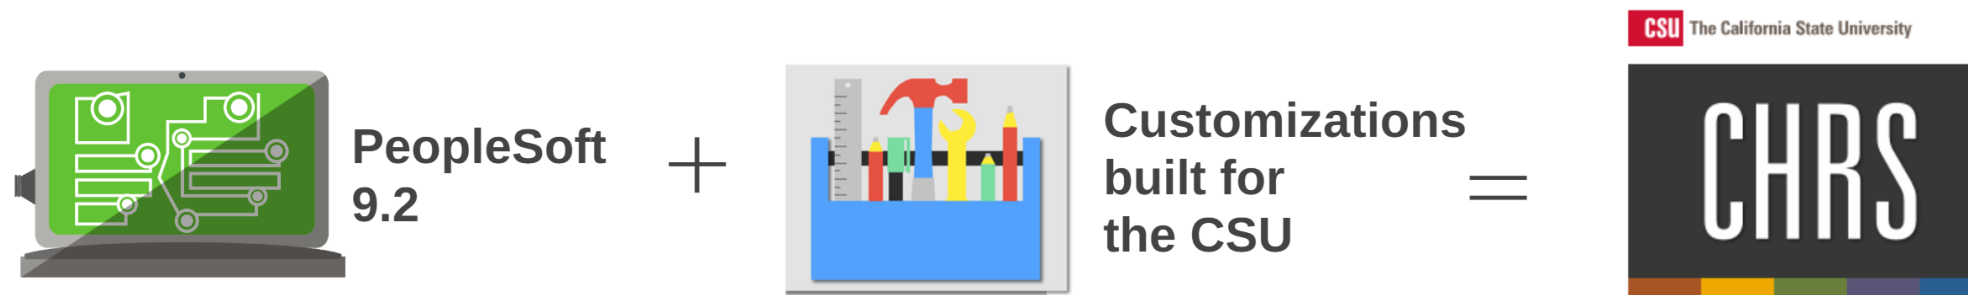 PeopleSoft
9.2
+
Customizations
built for
the CSU
=
CSU The California State University
CHRS